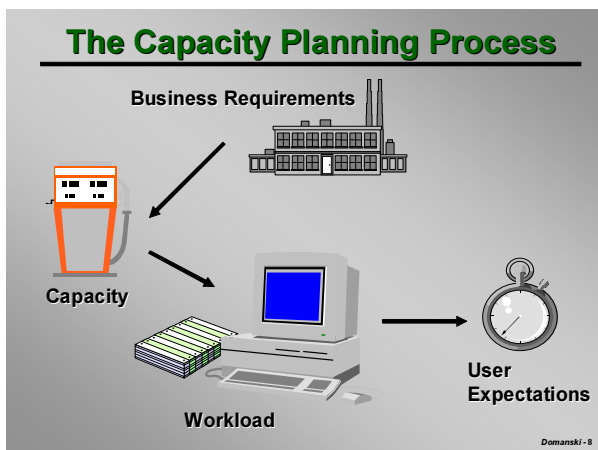 The Capacity Planning Process
Business Requirements
Capacity
Workload
User
Expectations
Domanski - 8